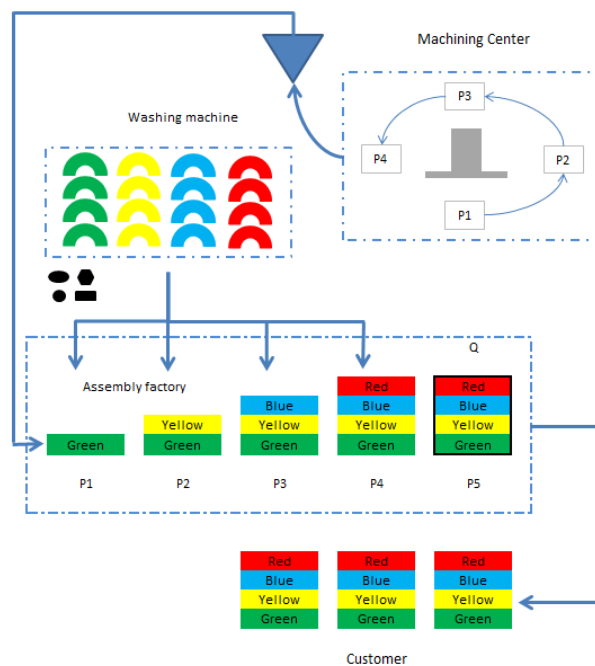 Machining Center
P3
P4
P2
P1
Washing machine
Q
Assembly factory
Green
Yellow
Green
Blue
Yellow
Green
Red
Blue
Yellow
Green
Red
Blue
Yellow
Green
P1
P2
P3
P4
P5
Red
Blue
Yellow
Green
Red
Blue
Yellow
Green
Red
Blue
Yellow
Green
Customer